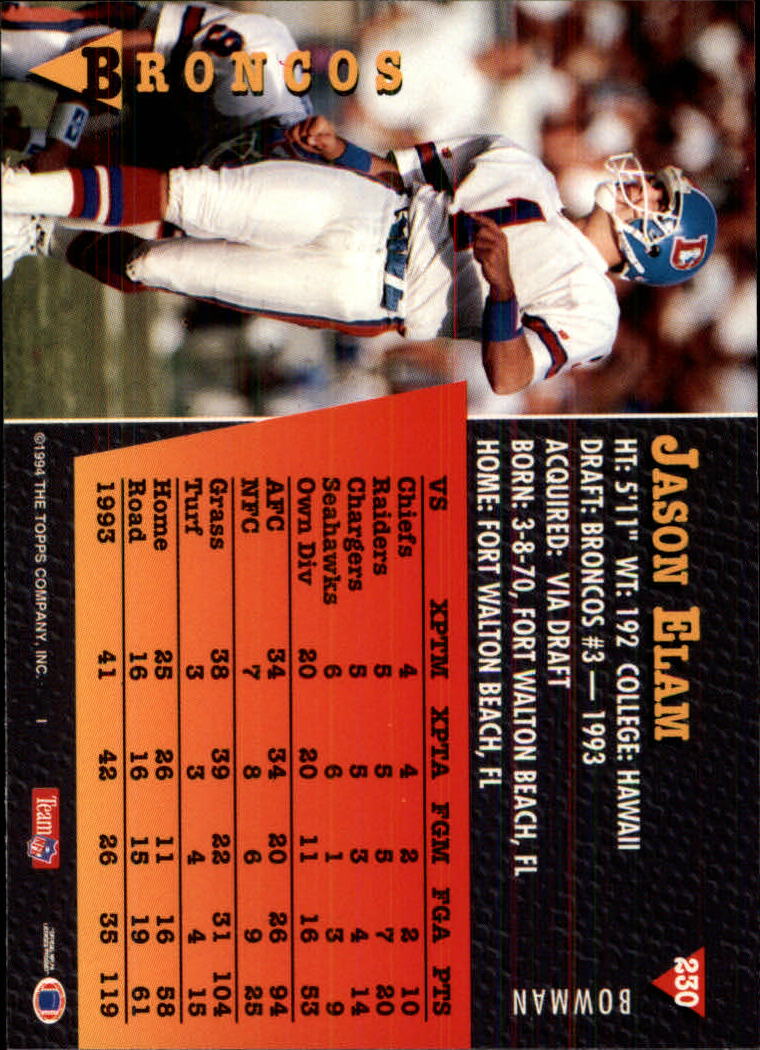 BRONCOS
1
JASON ELAM
230
BOWMAN
HT: 5'11" WT: 192 COLLEGE: HAWAII
DRAFT: BRONCOS #3 — 1993
ACQUIRED: VIA DRAFT
BORN: 3-8-70, FORT WALTON BEACH, FL
HOME: FORT WALTON BEACH, FL
VS XPTM XPTA FGM FGA PTS
Chiefs 4 4 2 2 10
Raiders 5 5 5 7 20
Chargers 5 5 3 4 14
Seahawks 6 6 1 3 9
Own Div 20 20 11 16 53
AFC 34 34 20 26 94
NFC 7 8 6 9 25
Grass 38 39 22 31 104
Turf 3 3 4 4 15
Home 25 26 11 16 58
Road 16 16 15 19 61
1993 41 42 26 35 119
©1994 THE TOPPS COMPANY, INC. I
Team NFL